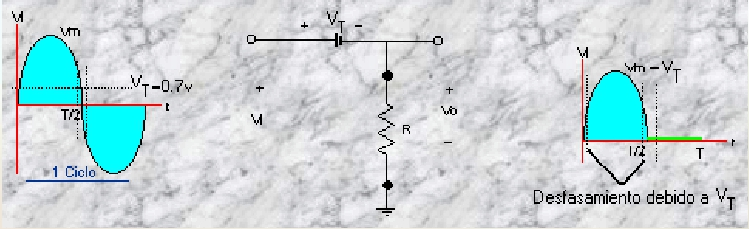 Vi
vm
VT=0,7v
T/2
t
1 Ciclo
+ VT -
+
Vi
R
+
Vo
-
Vi
vm - VT
T/2
T
t
Desfasamiento debido a VT